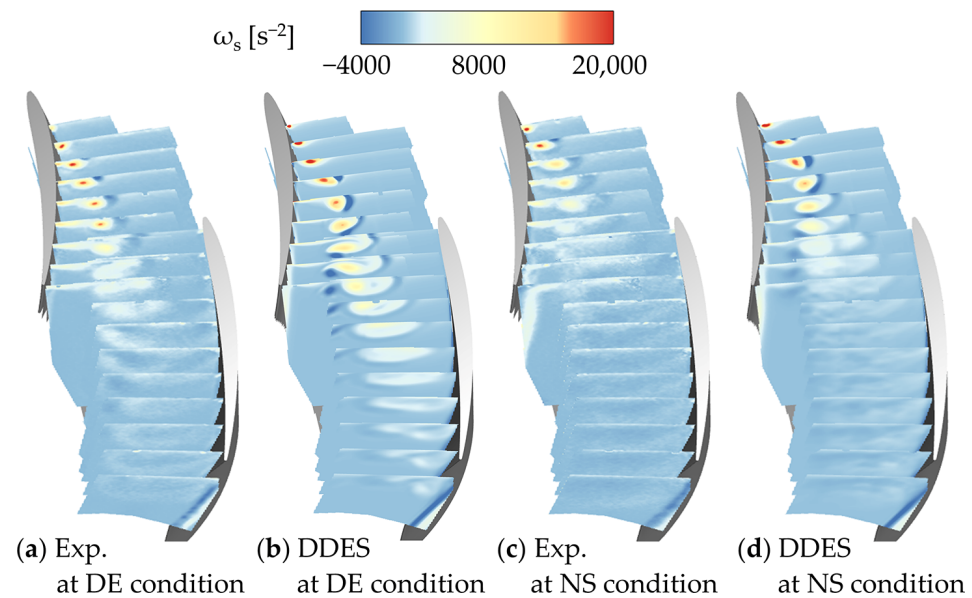 ωs [s−2]
−4000 8000 20,000
(a) Exp. (b) DDES (c) Exp. (d) DDES
at DE condition at DE condition at NS condition at NS condition